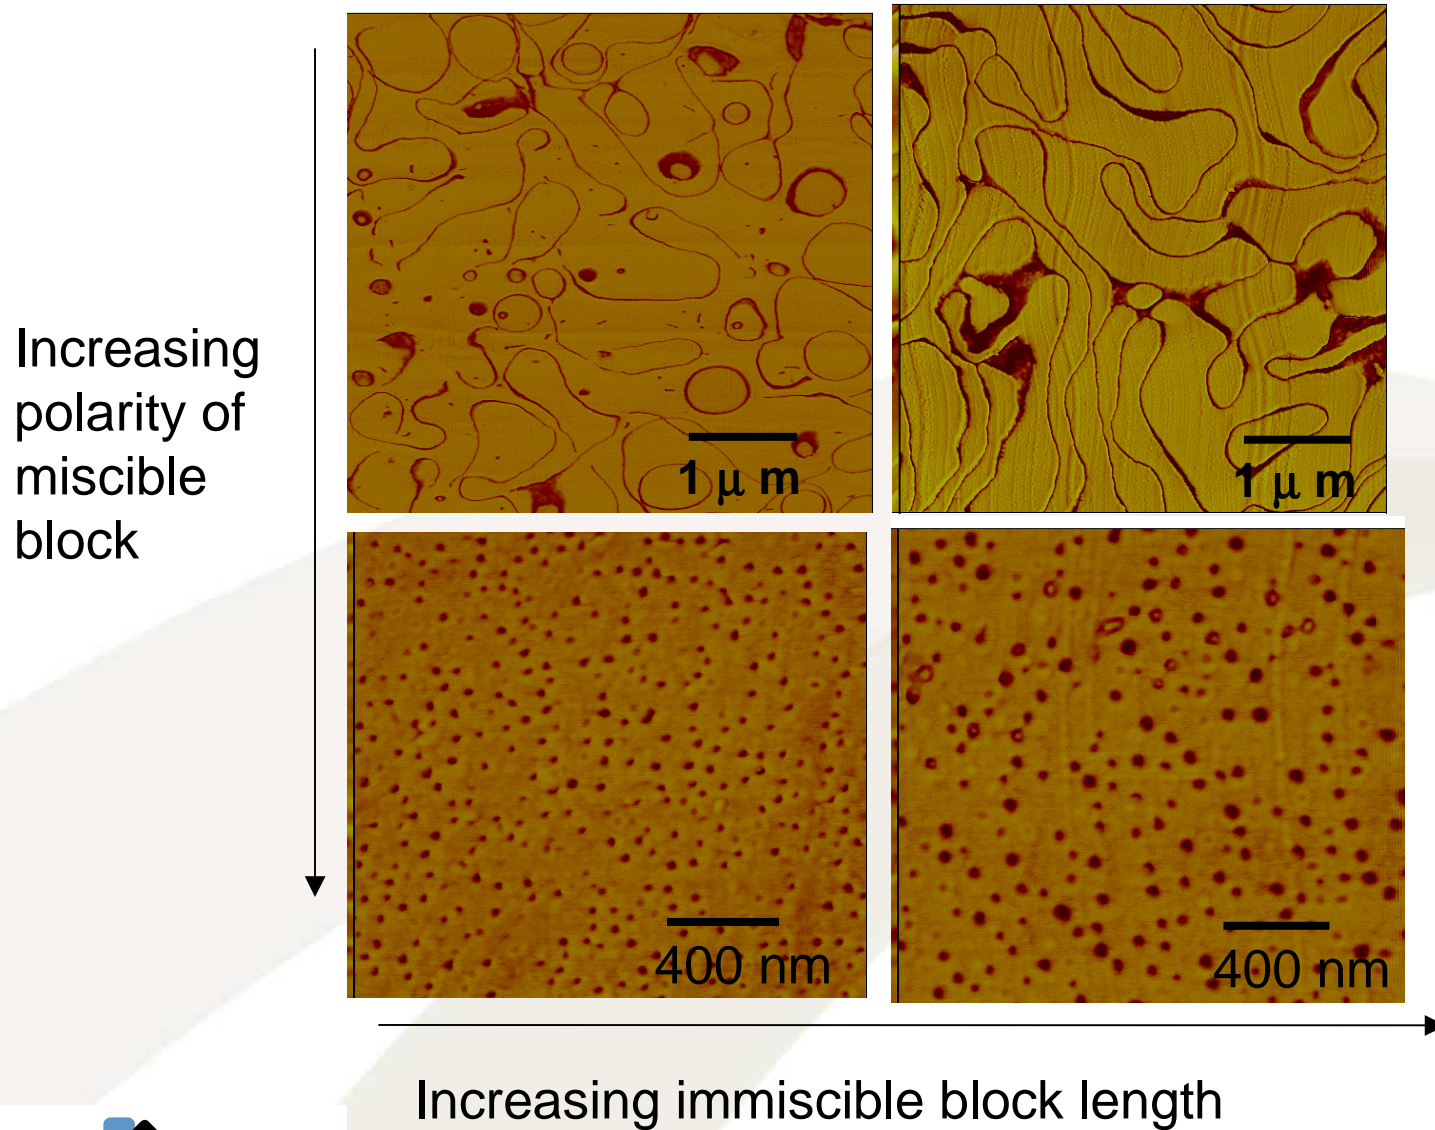 Increasing
polarity of
miscible
block
1 μ m
1 μ m
400 nm
400 nm
Increasing immiscible block length